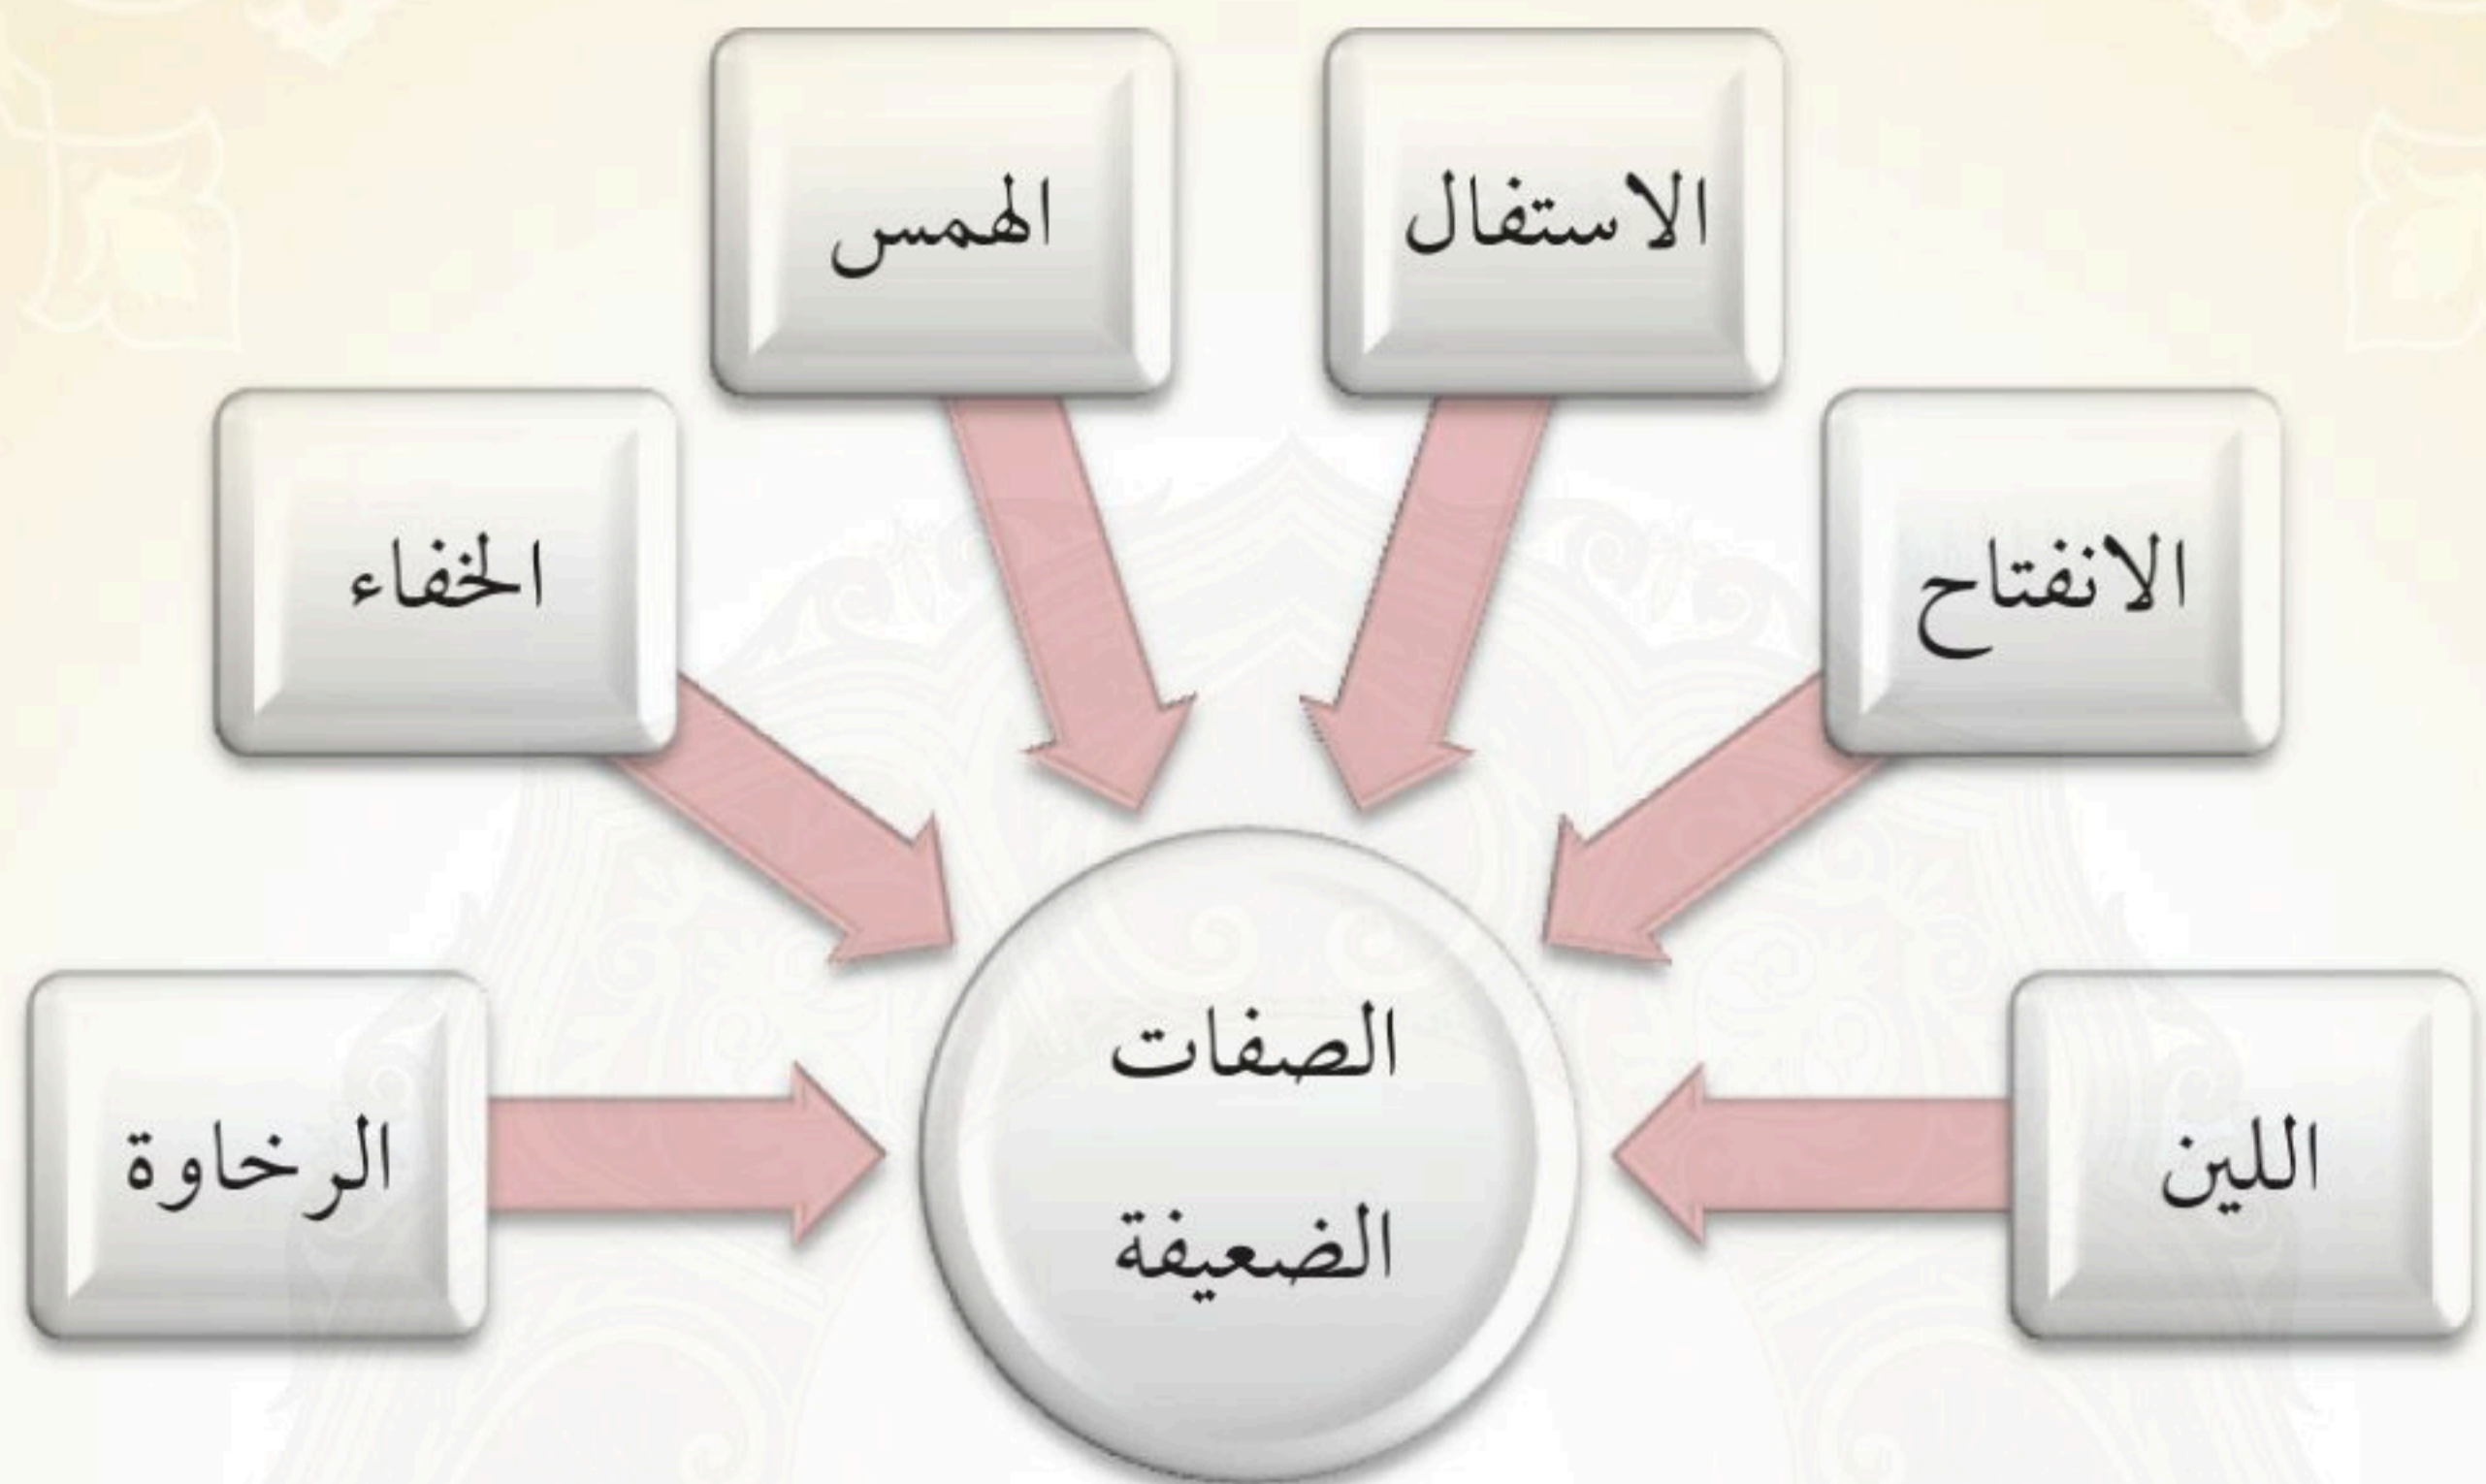 الاستفال
الهمس
الانفتاح
الخفاء
اللين
الرخاوة
الصفات
الضعيفة